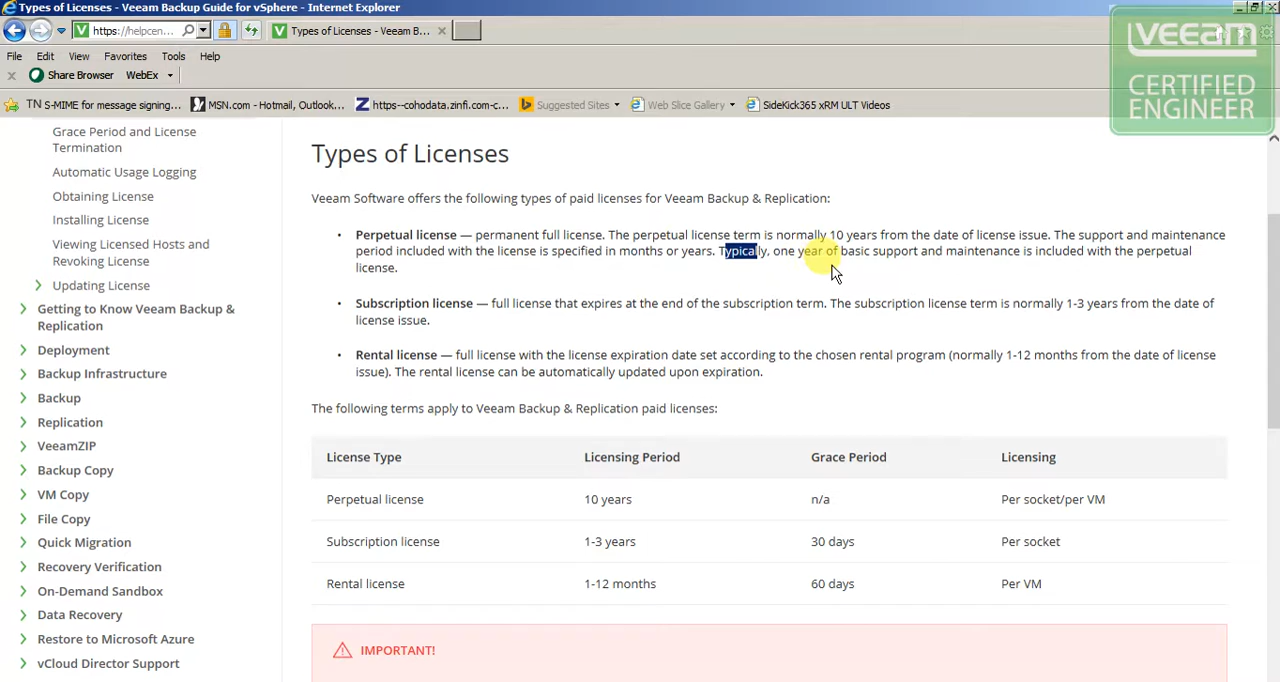 Types of Licenses - Veeam Backup Guide for vSphere - Internet Explorer
https://helpcen...
Types of Licenses - Veeam B...
File Edit View Favorites Tools Help
Share Browser WebEx
TN S-MIME for message signing...
MSN.com - Hotmail, Outlook...
https--cohodata.zinfi.com-c...
Suggested Sites
Web Slice Gallery
SideKick365 xRM ULT Videos
veeam
CERTIFIED
ENGINEER
Grace Period and License
Termination
Automatic Usage Logging
Obtaining License
Installing License
Viewing Licensed Hosts and
Revoking License
Updating License
Getting to Know Veeam Backup &
Replication
Deployment
Backup Infrastructure
Backup
Replication
VeeamZIP
Backup Copy
VM Copy
File Copy
Quick Migration
Recovery Verification
On-Demand Sandbox
Data Recovery
Restore to Microsoft Azure
vCloud Director Support
Types of Licenses
Veeam Software offers the following types of paid licenses for Veeam Backup & Replication:
• Perpetual license — permanent full license. The perpetual license term is normally 10 years from the date of license issue. The support and maintenance
period included with the license is specified in months or years. Typically, one year of basic support and maintenance is included with the perpetual
license.
• Subscription license — full license that expires at the end of the subscription term. The subscription license term is normally 1-3 years from the date of
license issue.
• Rental license — full license with the license expiration date set according to the chosen rental program (normally 1-12 months from the date of license
issue). The rental license can be automatically updated upon expiration.
The following terms apply to Veeam Backup & Replication paid licenses:
License Type Licensing Period Grace Period Licensing
Perpetual license 10 years n/a Per socket/per VM
Subscription license 1-3 years 30 days Per socket
Rental license 1-12 months 60 days Per VM
IMPORTANT!